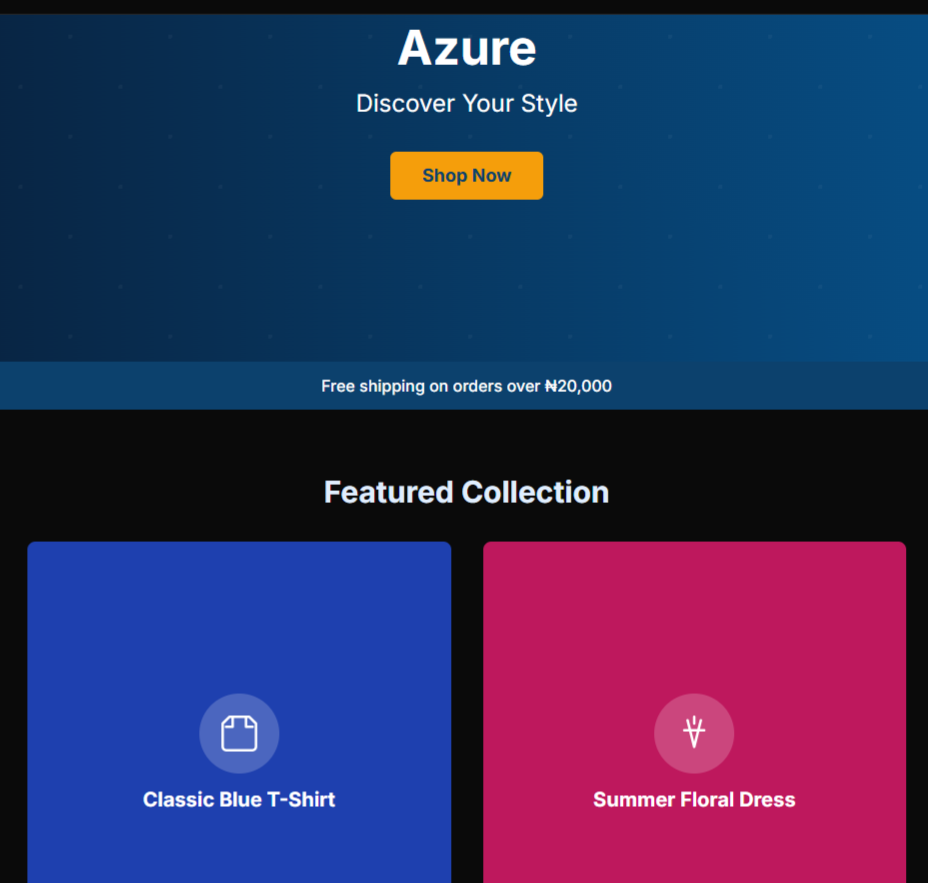 Azure
Discover Your Style
Shop Now
Free shipping on orders over ₦20,000
Featured Collection
Classic Blue T-Shirt
Summer Floral Dress